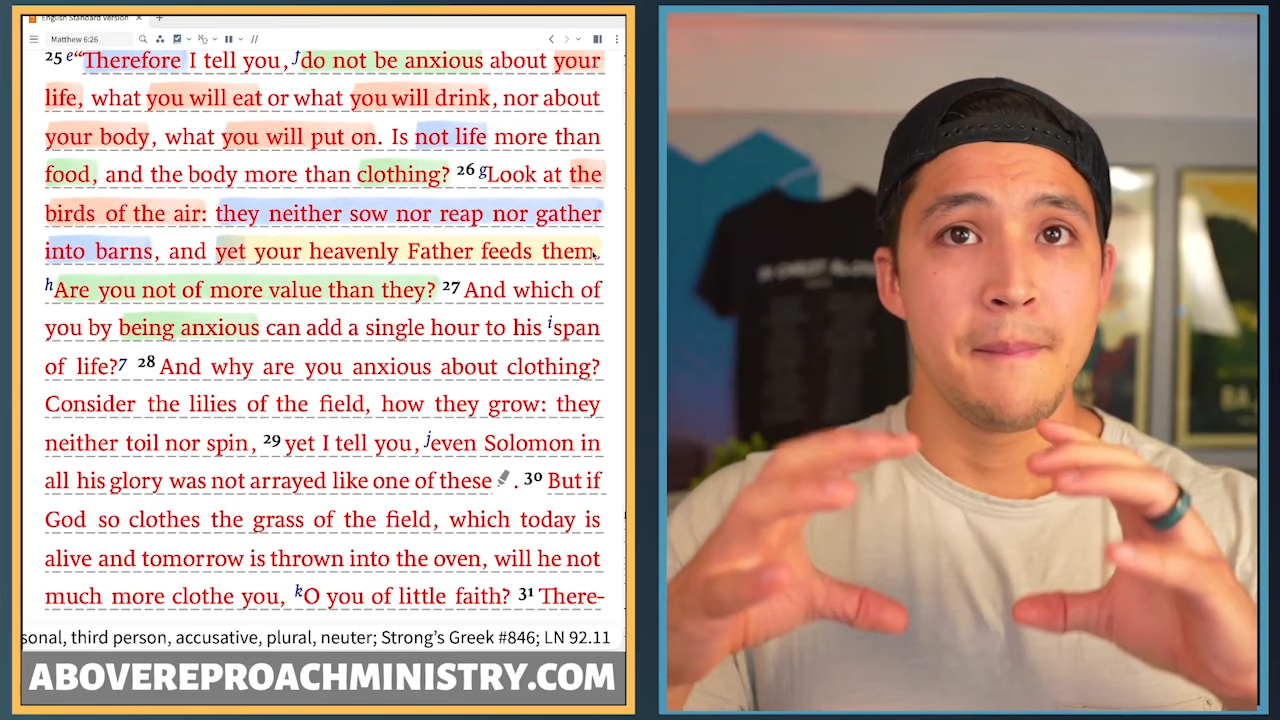 English Standard Version
Matthew 6:26
25 e“Therefore I tell you, fdo not be anxious about your
life, what you will eat or what you will drink, nor about
your body, what you will put on. Is not life more than
food, and the body more than clothing? 26 gLook at the
birds of the air: they neither sow nor reap nor gather
into barns, and yet your heavenly Father feeds them.
hAre you not of more value than they? 27 And which of
you by being anxious can add a single hour to his ispan
of life?7 28 And why are you anxious about clothing?
Consider the lilies of the field, how they grow: they
neither toil nor spin, 29 yet I tell you, jeven Solomon in
all his glory was not arrayed like one of these . 30 But if
God so clothes the grass of the field, which today is
alive and tomorrow is thrown into the oven, will he not
much more clothe you, kO you of little faith? 31 There-
sonal, third person, accusative, plural, neuter; Strong’s Greek #846; LN 92.11
ABOVEREPROACHMINISTRY.COM